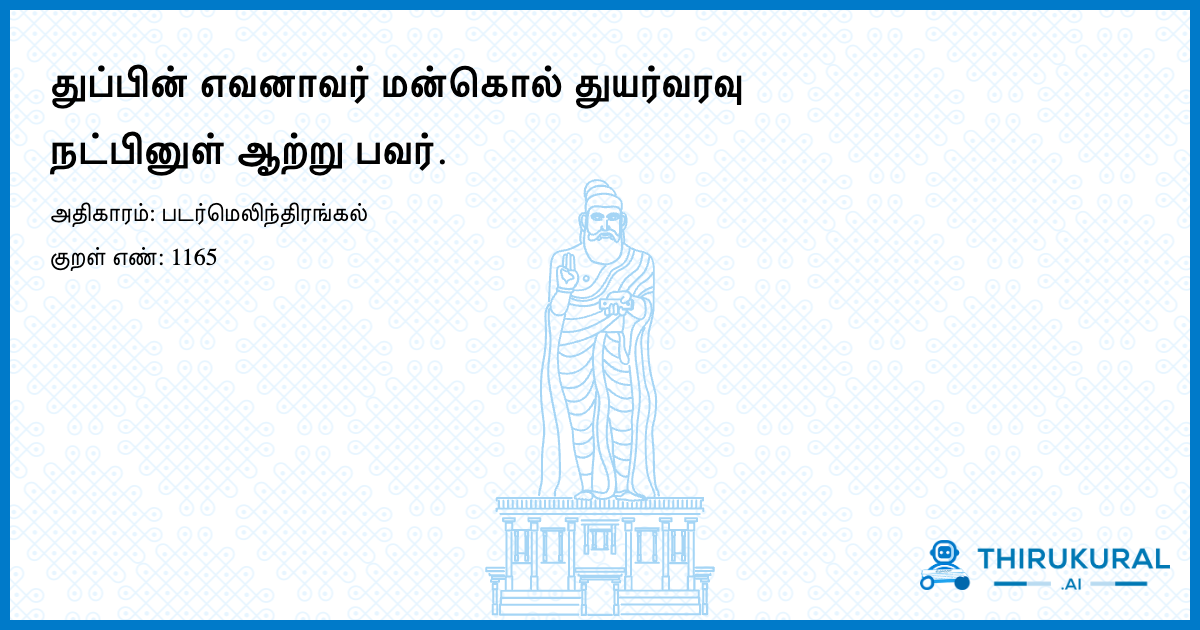 துப்பின் எவனாவர் மன்கொல் துயர்வரவு
நட்பினுள் ஆற்று பவர்.
அதிகாரம்: படர்மெலிந்திரங்கல்
குறள் எண்: 1165
THIRUKURAL
.AI